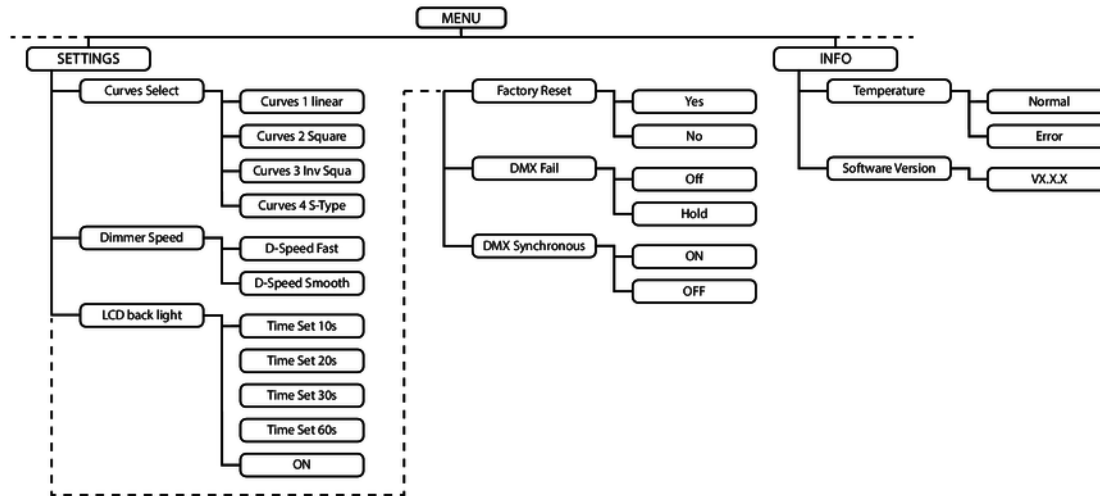 MENU
SETTINGS
Curves Select
Curves 1 linear
Curves 2 Square
Curves 3 Inv Squa
Curves 4 S-Type
Dimmer Speed
D-Speed Fast
D-Speed Smooth
LCD back light
Time Set 10s
Time Set 20s
Time Set 30s
Time Set 60s
ON
Factory Reset
Yes
No
DMX Fail
Off
Hold
DMX Synchronous
ON
OFF
INFO
Temperature
Normal
Error
Software Version
VX.X.X